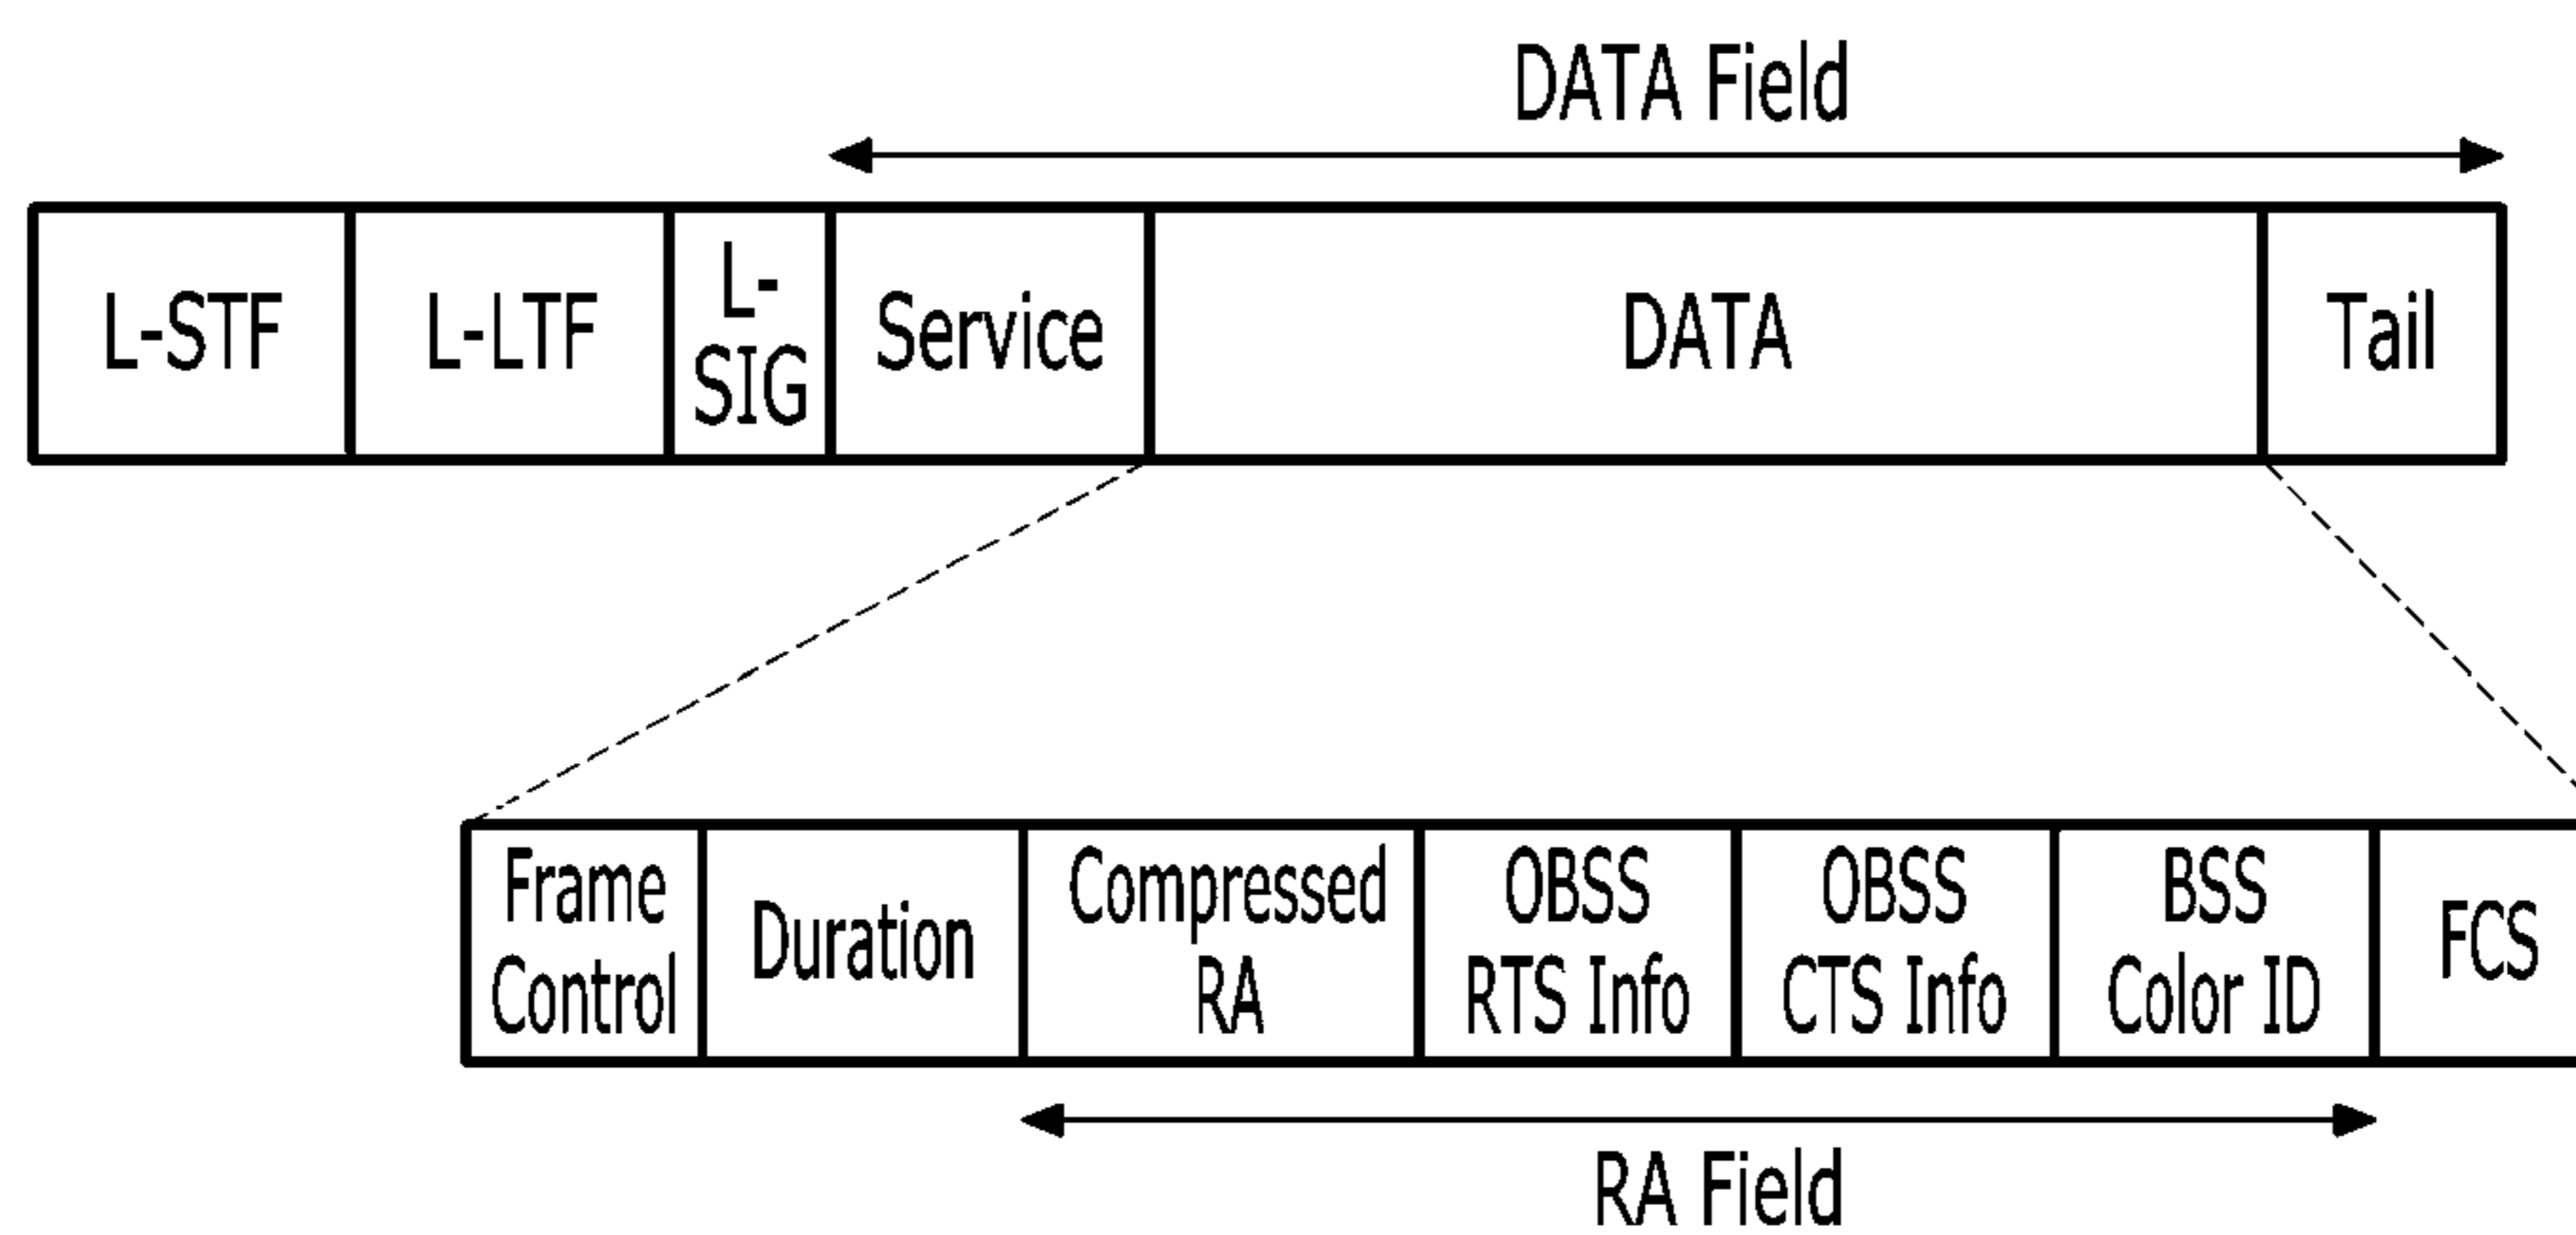 DATA Field
L-STF
L-LTF
L-
SIG
Service
DATA
Tail
Frame
Control
Duration
Compressed
RA
OBSS
RTS Info
OBSS
CTS Info
BSS
Color ID
FCS
RA Field